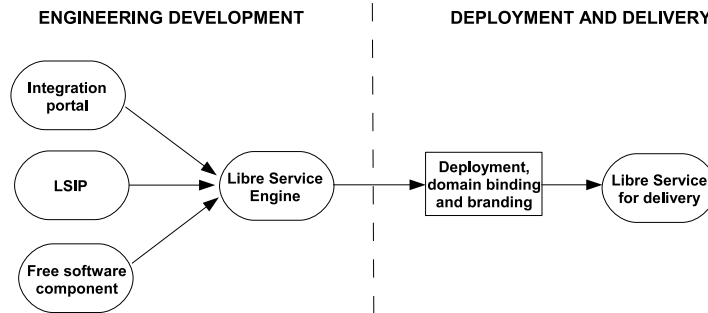 ENGINEERING DEVELOPMENT
DEPLOYMENT AND DELIVERY
Integration
portal
LSIP
Free software
component
Libre Service
Engine
Deployment,
domain binding
and branding
Libre Service
for delivery